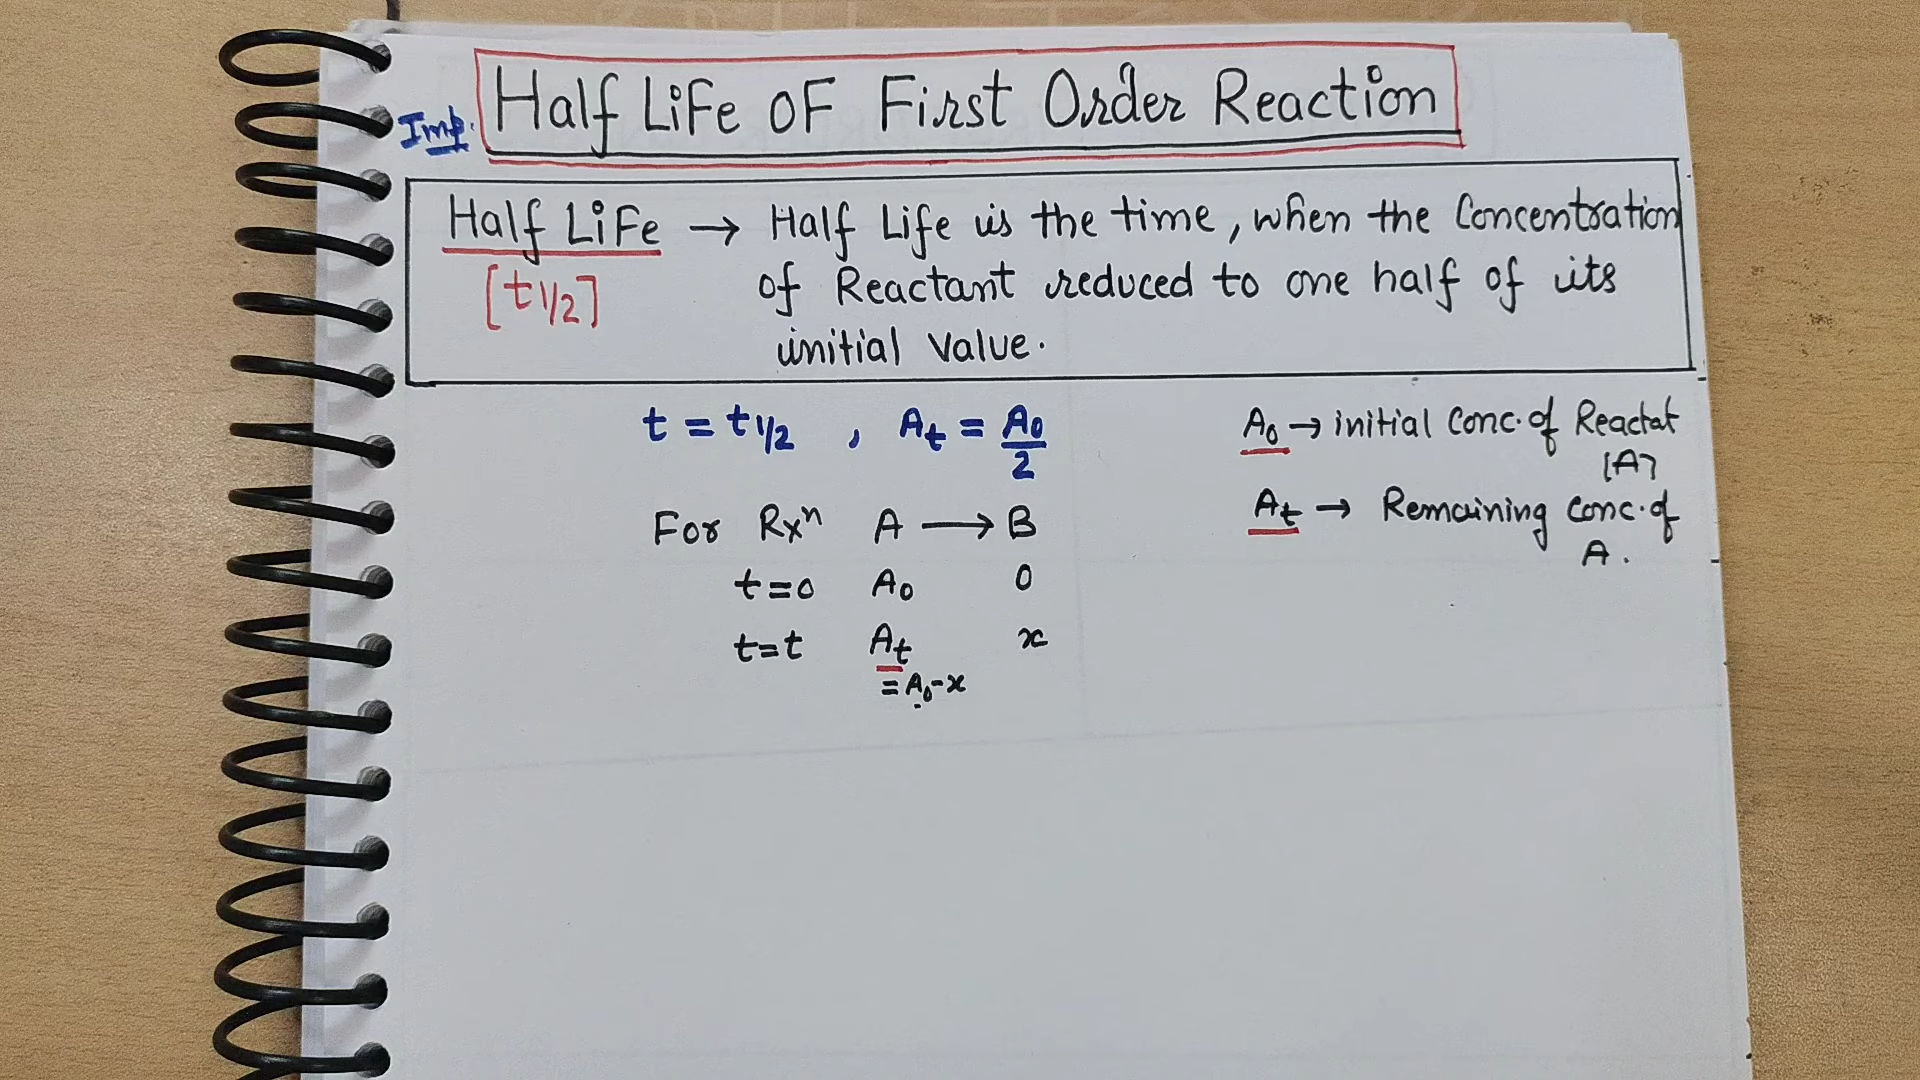 Half Life of First Order Reaction
Imp.
Half Life → Half Life is the time, when the Concentration
[t1/2] of Reactant reduced to one half of its
initial value.
t = t1/2 , At = A0/2
A0 → initial Conc. of Reactat
[A]
For Rxn A → B
At → Remaining Conc. of
A.
t=0 A0 0
t=t At x
= A0-x